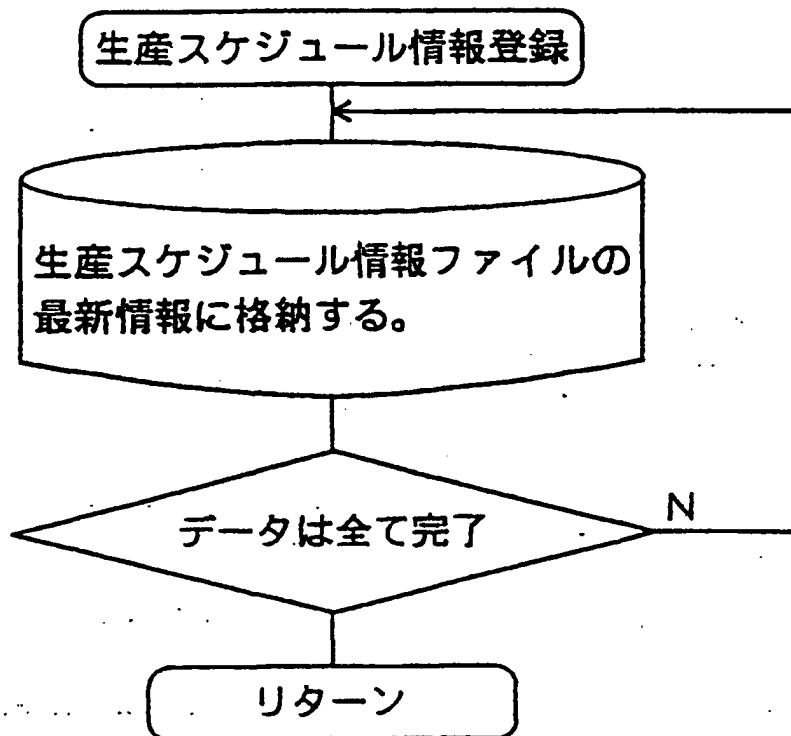 生産スケジュール情報登録
生産スケジュール情報ファイルの
最新情報に格納する。
データは全て完了
N
リターン